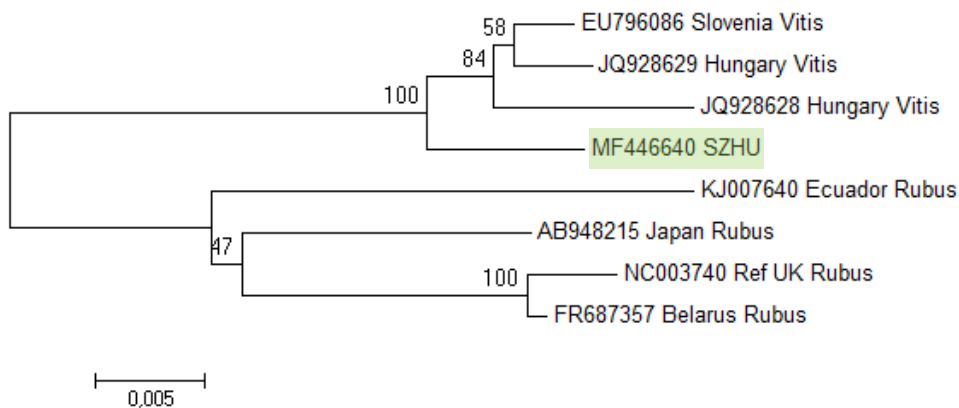 58
EU796086 Slovenia Vitis
84
JQ928629 Hungary Vitis
100
JQ928628 Hungary Vitis
MF446640 SZHU
KJ007640 Ecuador Rubus
47
AB948215 Japan Rubus
100
NC003740 Ref UK Rubus
FR687357 Belarus Rubus
0,005